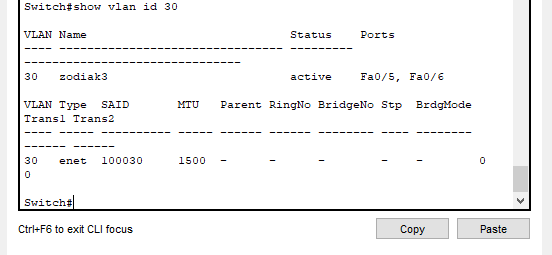 Switch#show vlan id 30
VLAN Name Status Ports
---- -------------------------------- ---------
-------------------------------
30 zodiak3 active Fa0/5, Fa0/6
VLAN Type SAID MTU Parent RingNo BridgeNo Stp BrdgMode
Trans1 Trans2
---- ----- ---------- ----- ------ ------ -------- ---- --------
------ ------
30 enet 100030 1500 - - - - - 0
0
Switch#
Ctrl+F6 to exit CLI focus
Copy Paste